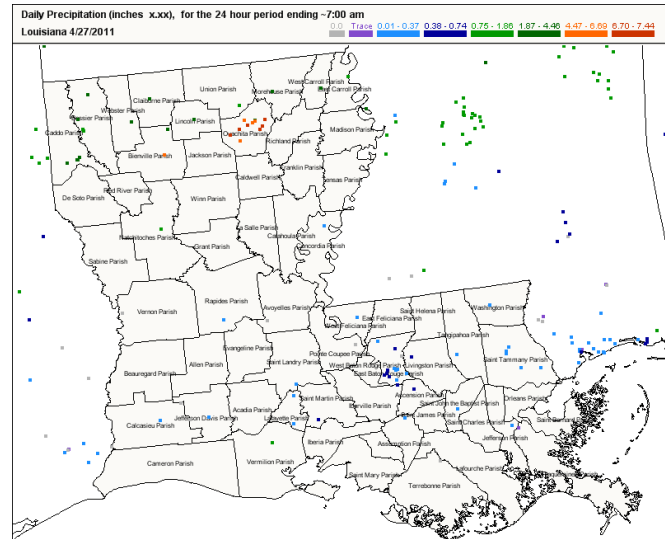 Daily Precipitation (inches x.xx), for the 24 hour period ending ~7:00 am
Louisiana 4/27/2011
0.0 Trace 0.01 - 0.37 0.38 - 0.74 0.75 - 1.86 1.87 - 4.46 4.47 - 6.69 6.70 - 7.44
West Carroll Parish
Union Parish
Morehouse Parish
Carroll Parish
Claiborne Parish
Webster Parish
Lincoln Parish
Caddo Parish
Ouachita Parish
Madison Parish
Richland Parish
Bienville Parish
Jackson Parish
Franklin Parish
Caldwell Parish
Tensas Parish
Red River Parish
De Soto Parish
Winn Parish
La Salle Parish
Natchitoches Parish
Catahoula Parish
Grant Parish
Concordia Parish
Sabine Parish
Rapides Parish
Vernon Parish
Avoyelles Parish
Washington Parish
Saint Helena Parish
East Feliciana Parish
West Feliciana Parish
Tangipahoa Parish
Evangeline Parish
Pointe Coupee Parish
Saint Landry Parish
Saint Tammany Parish
Allen Parish
West Baton Rouge Parish
Livingston Parish
Beauregard Parish
East Baton Rouge Parish
Ascension Parish
Saint Martin Parish
Orleans Parish
Saint John the Baptist Parish
Iberville Parish
Acadia Parish
Saint James Parish
Jefferson Davis Parish
Lafayette Parish
Saint Charles Parish
Calcasieu Parish
Jefferson Parish
Iberia Parish
Assumption Parish
Vermilion Parish
Cameron Parish
Lafourche Parish
Saint Mary Parish
Terrebonne Parish